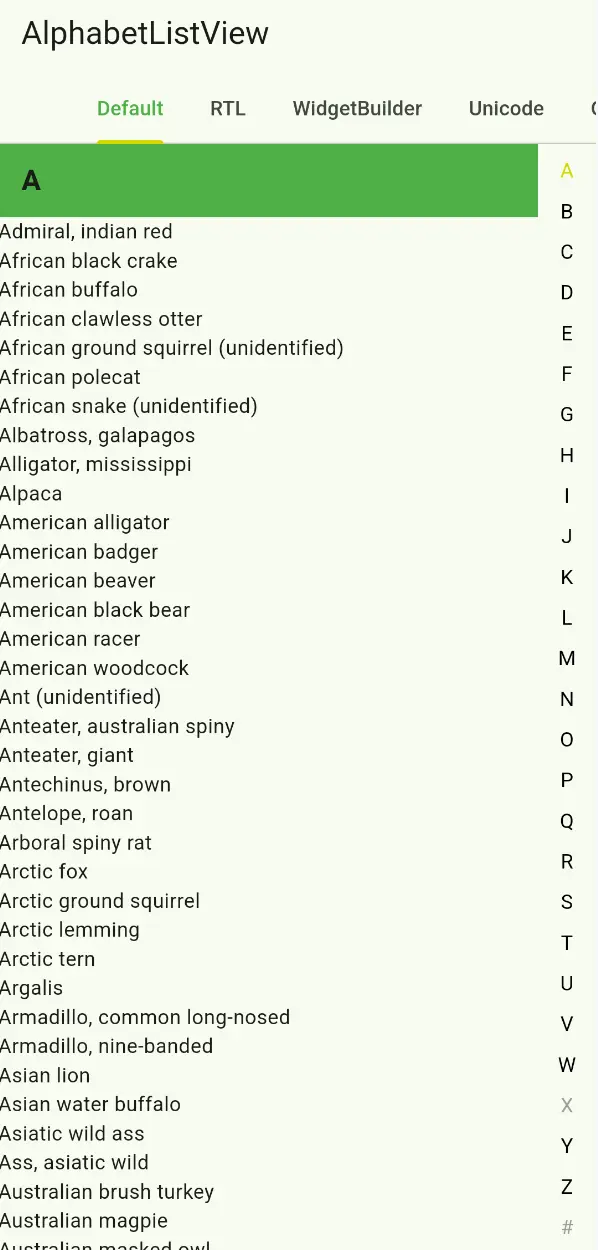 AlphabetListView
Default RTL WidgetBuilder Unicode
A
Admiral, indian red
African black crake
African buffalo
African clawless otter
African ground squirrel (unidentified)
African polecat
African snake (unidentified)
Albatross, galapagos
Alligator, mississippi
Alpaca
American alligator
American badger
American beaver
American black bear
American racer
American woodcock
Ant (unidentified)
Anteater, australian spiny
Anteater, giant
Antechinus, brown
Antelope, roan
Arboral spiny rat
Arctic fox
Arctic ground squirrel
Arctic lemming
Arctic tern
Argalis
Armadillo, common long-nosed
Armadillo, nine-banded
Asian lion
Asian water buffalo
Asiatic wild ass
Ass, asiatic wild
Australian brush turkey
Australian magpie
Australian masked owl
A
B
C
D
E
F
G
H
I
J
K
L
M
N
O
P
Q
R
S
T
U
V
W
X
Y
Z
#